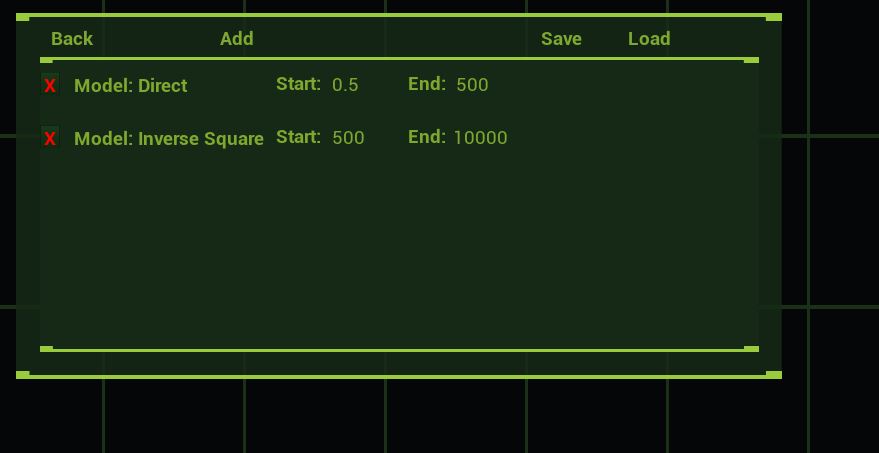 Back Add Save Load
X Model: Direct Start: 0.5 End: 500
X Model: Inverse Square Start: 500 End: 10000